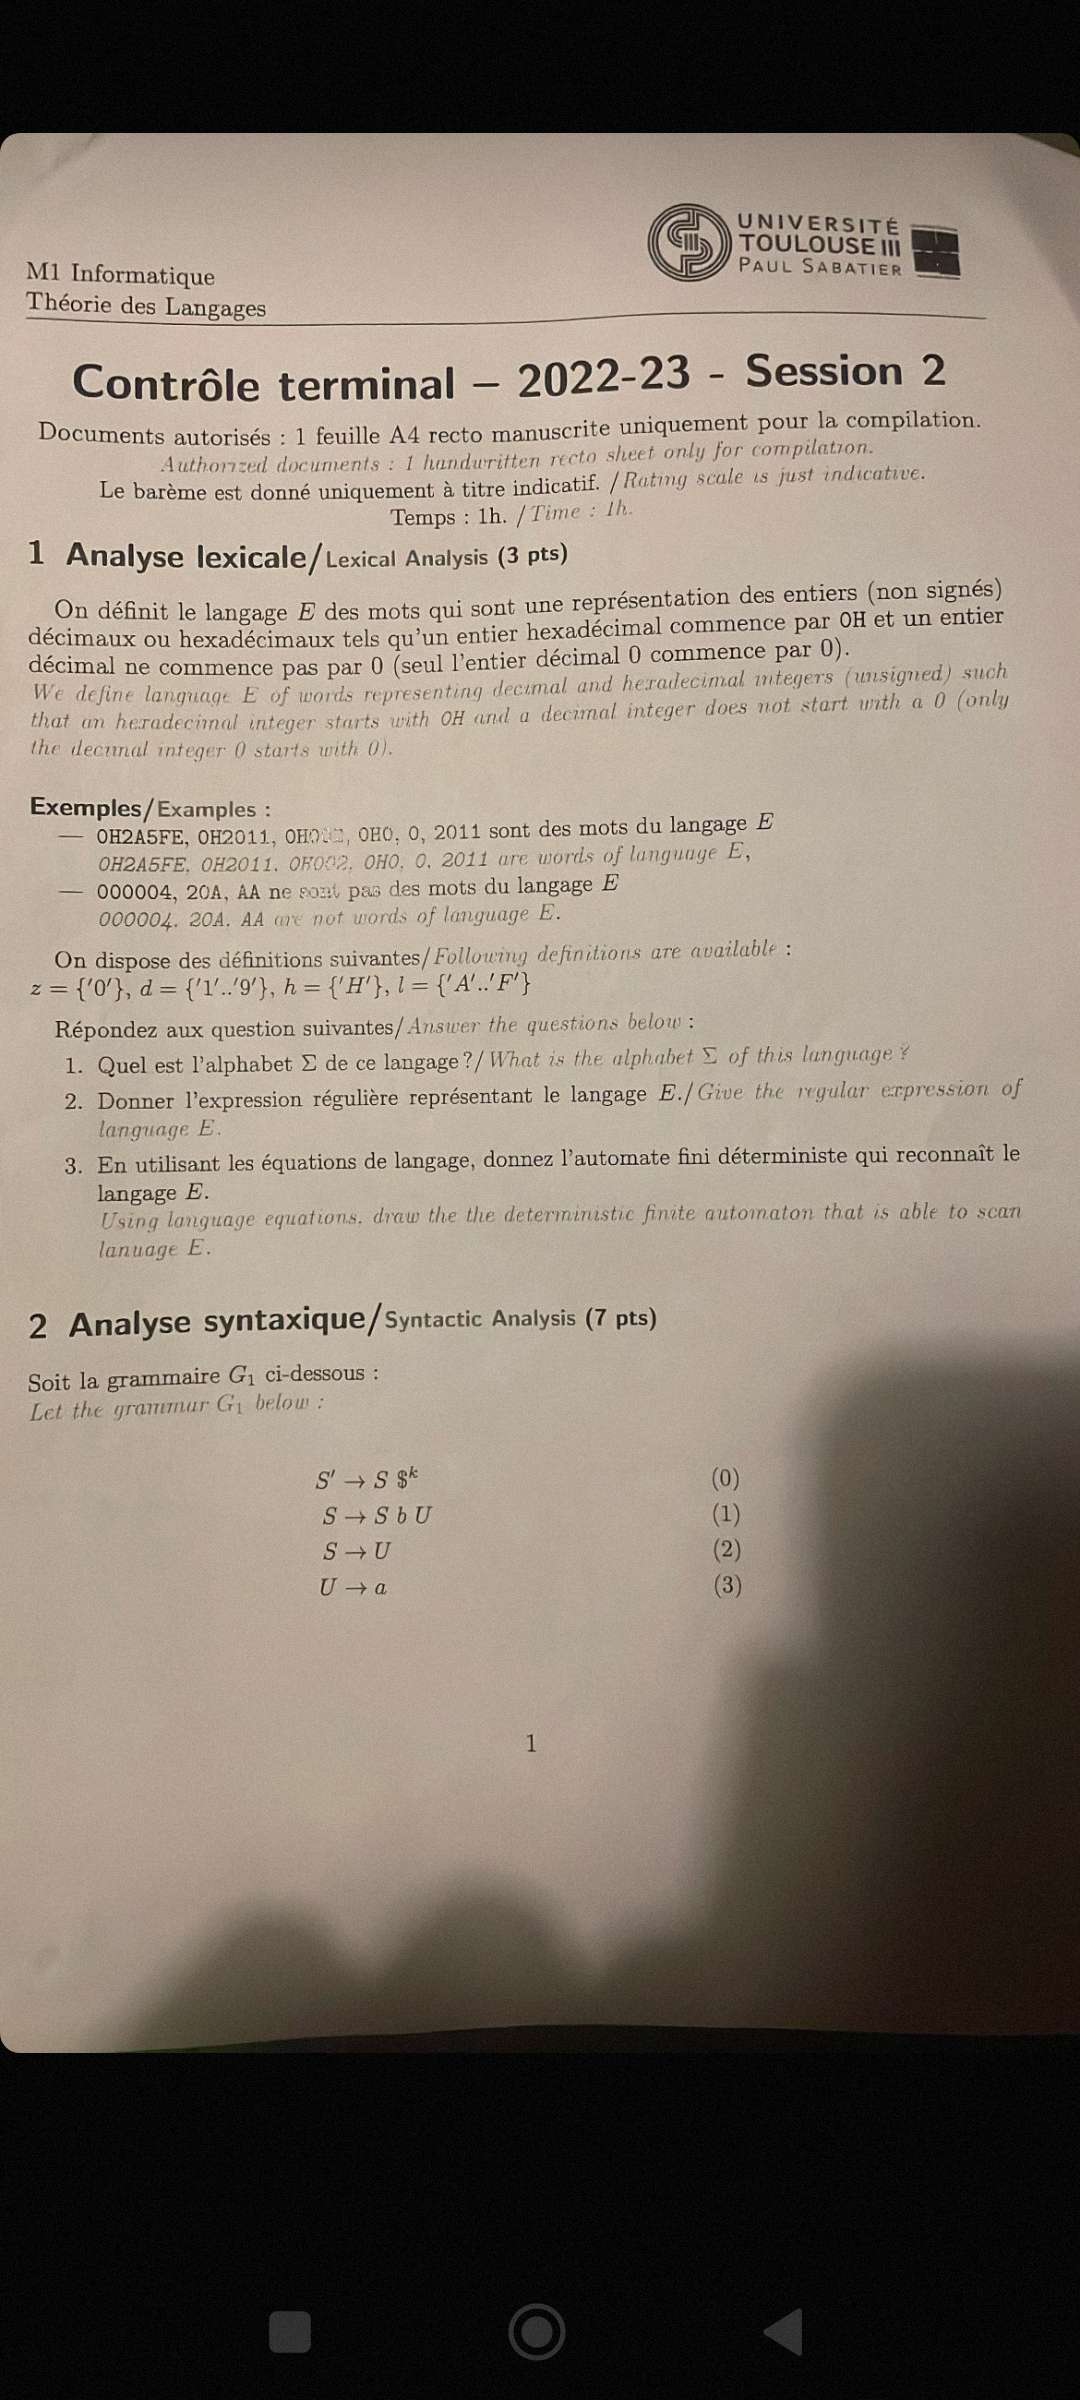 UNIVERSITÉ
TOULOUSE III
PAUL SABATIER
M1 Informatique
Théorie des Langages
Contrôle terminal – 2022-23 - Session 2
Documents autorisés : 1 feuille A4 recto manuscrite uniquement pour la compilation.
Authorized documents : 1 handwritten recto sheet only for compilation.
Le barème est donné uniquement à titre indicatif. /Rating scale is just indicative.
Temps : 1h. /Time : 1h.
1 Analyse lexicale/Lexical Analysis (3 pts)
On définit le langage E des mots qui sont une représentation des entiers (non signés)
décimaux ou hexadécimaux tels qu'un entier hexadécimal commence par 0H et un entier
décimal ne commence pas par 0 (seul l'entier décimal 0 commence par 0).
We define language E of words representing decimal and hexadecimal integers (unsigned) such
that an hexadecimal integer starts with 0H and a decimal integer does not start with a 0 (only
the decimal integer 0 starts with 0).
Exemples/Examples :
— 0H2A5FE, 0H2011, 0H0, 0, 2011 sont des mots du langage E
0H2A5FE, 0H2011, 0H002, 0H0, 0, 2011 are words of language E,
— 000004, 20A, AA ne sont pas des mots du langage E
000004, 20A, AA are not words of language E.
On dispose des définitions suivantes/Following definitions are available :
z = {'0'}, d = {'1'..'9'}, h = {'H'}, l = {'A'..'F'}
Répondez aux question suivantes/Answer the questions below :
1. Quel est l'alphabet Σ de ce langage ?/What is the alphabet Σ of this language ?
2. Donner l'expression régulière représentant le langage E./Give the regular expression of
language E.
3. En utilisant les équations de langage, donnez l'automate fini déterministe qui reconnaît le
langage E.
Using language equations, draw the the deterministic finite automaton that is able to scan
lanuage E.
2 Analyse syntaxique/Syntactic Analysis (7 pts)
Soit la grammaire G₁ ci-dessous :
Let the grammar G₁ below :
S′ → S $ᵏ (0)
S → S b U (1)
S → U (2)
U → a (3)
1